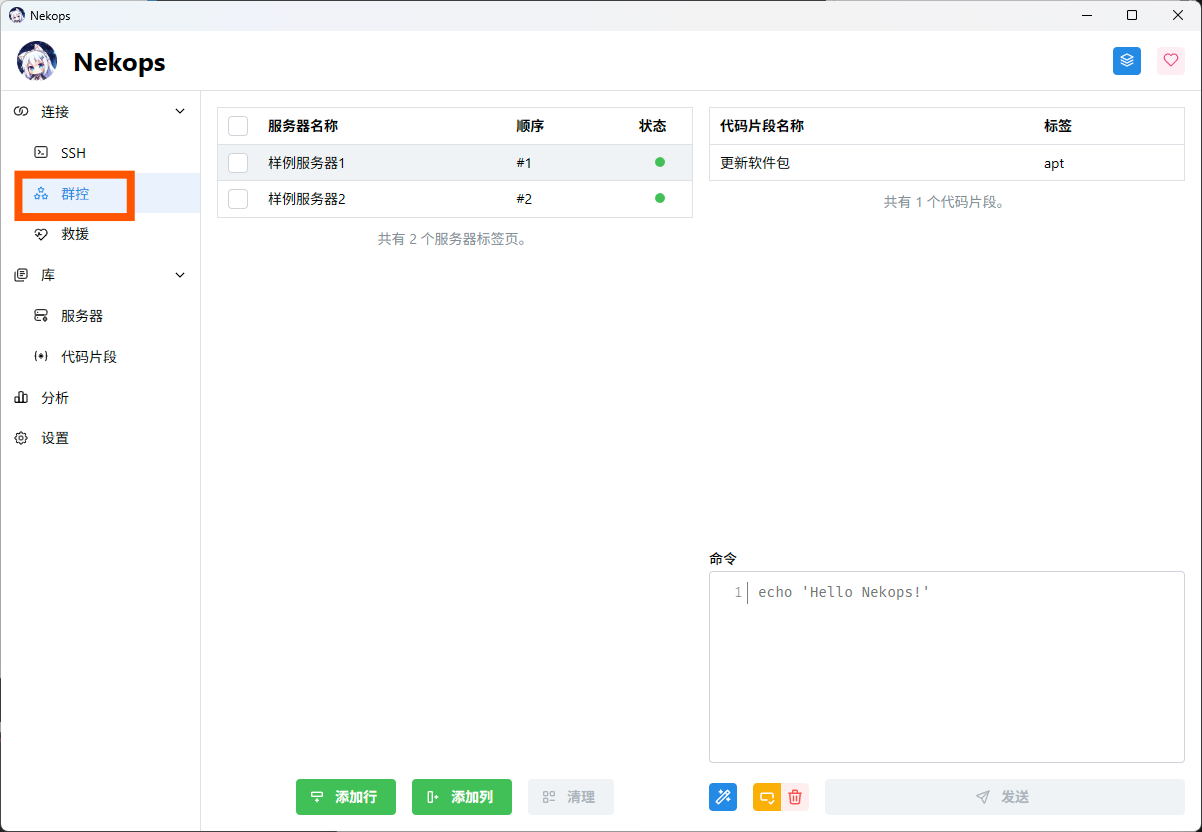 Nekops
Nekops
连接
SSH
群控
救援
库
服务器
代码片段
分析
设置
服务器名称 顺序 状态
样例服务器1 #1
样例服务器2 #2
共有 2 个服务器标签页。
代码片段名称 标签
更新软件包 apt
共有 1 个代码片段。
命令
1 echo 'Hello Nekops!'
添加行 添加列 清理 发送